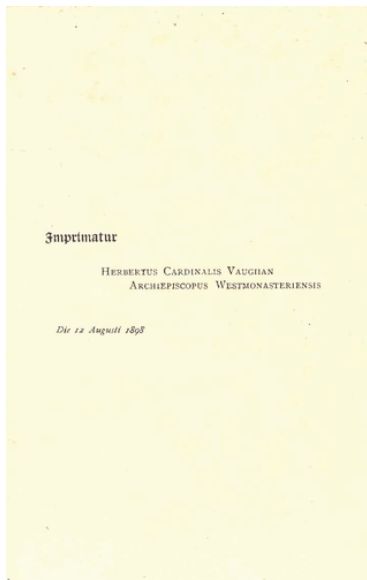 Imprimatur
Herbertus Cardinalis Vaughan
Archiepiscopus Westmonasteriensis
Die 12 Augusti 1898